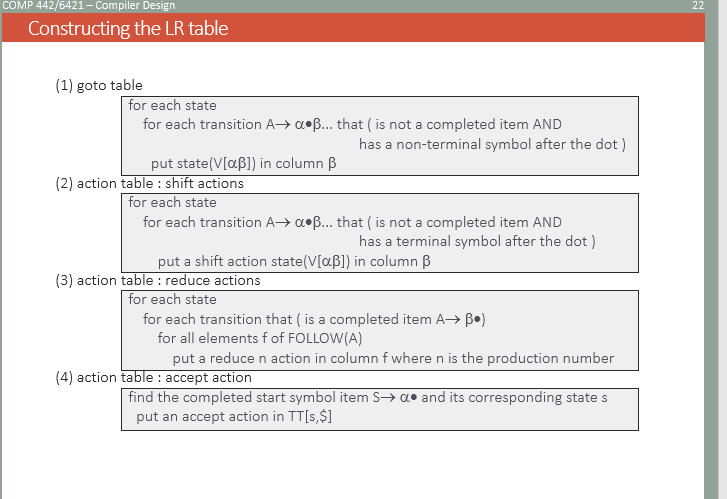 COMP 442/6421 – Compiler Design
22
Constructing the LR table
(1) goto table
for each state
for each transition A→ α•β... that ( is not a completed item AND
has a non-terminal symbol after the dot )
put state(V[αβ]) in column β
(2) action table : shift actions
for each state
for each transition A→ α•β... that ( is not a completed item AND
has a terminal symbol after the dot )
put a shift action state(V[αβ]) in column β
(3) action table : reduce actions
for each state
for each transition that ( is a completed item A→ β•)
for all elements f of FOLLOW(A)
put a reduce n action in column f where n is the production number
(4) action table : accept action
find the completed start symbol item S→ α• and its corresponding state s
put an accept action in TT[s,$]